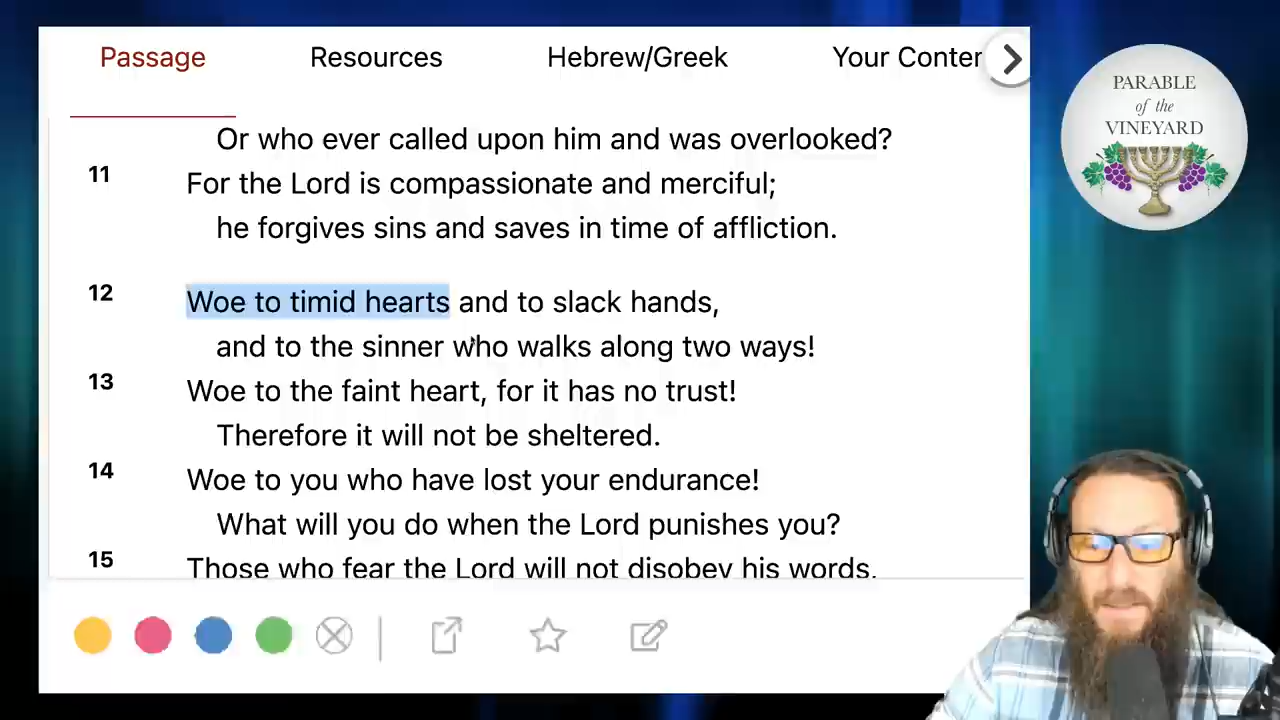 Passage
Resources
Hebrew/Greek
Your Conten
Or who ever called upon him and was overlooked?
11 For the Lord is compassionate and merciful;
he forgives sins and saves in time of affliction.
12 Woe to timid hearts and to slack hands,
and to the sinner who walks along two ways!
13 Woe to the faint heart, for it has no trust!
Therefore it will not be sheltered.
14 Woe to you who have lost your endurance!
What will you do when the Lord punishes you?
15 Those who fear the Lord will not disobey his words,
PARABLE
of the
VINEYARD